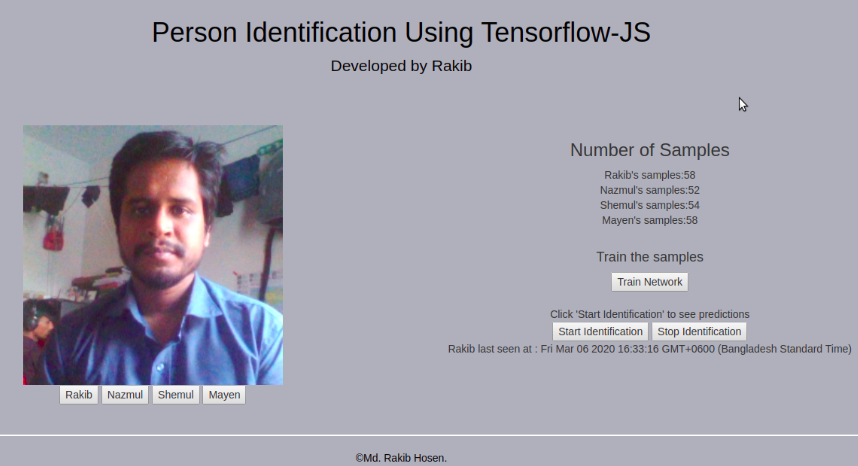 Person Identification Using Tensorflow-JS
Developed by Rakib
Number of Samples
Rakib's samples:58
Nazmul's samples:52
Shemul's samples:54
Mayen's samples:58
Train the samples
Train Network
Click 'Start Identification' to see predictions
Start Identification Stop Identification
Rakib last seen at : Fri Mar 06 2020 16:33:16 GMT+0600 (Bangladesh Standard Time)
Rakib Nazmul Shemul Mayen
©Md. Rakib Hosen.